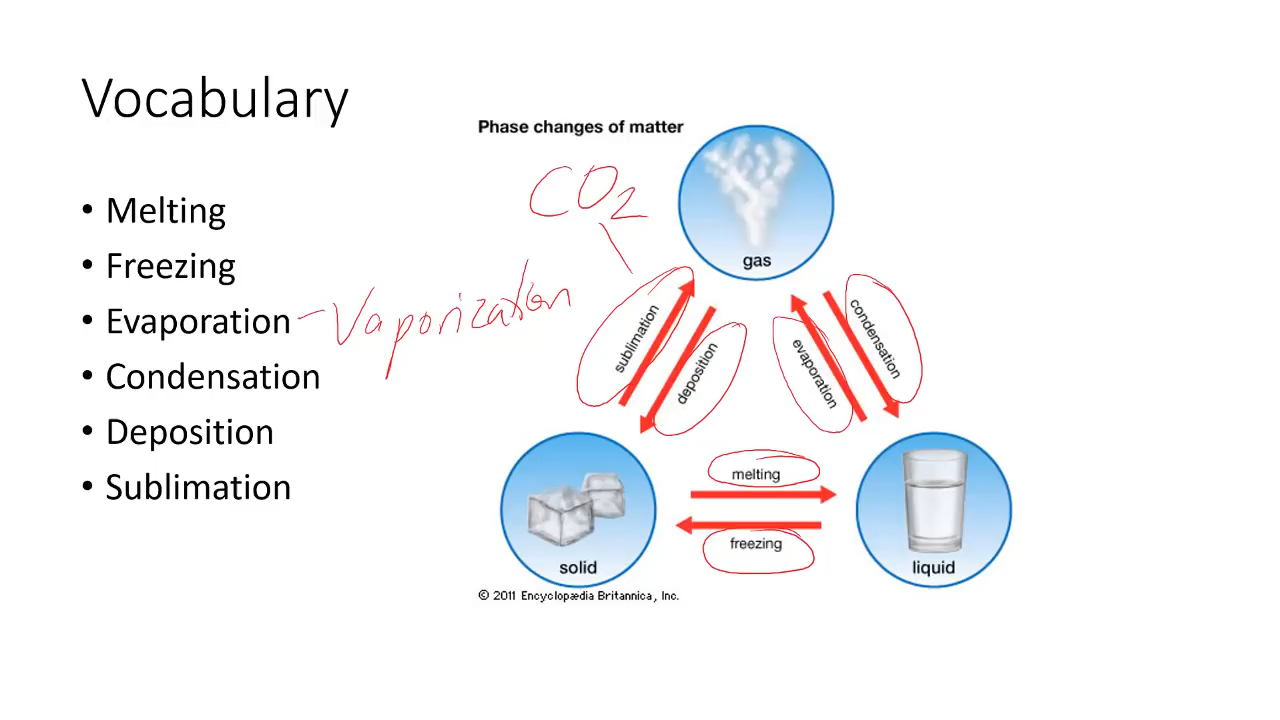 Vocabulary
• Melting
• Freezing
• Evaporation – Vaporization
• Condensation
• Deposition
• Sublimation
Phase changes of matter
CO2
gas
sublimation
deposition
evaporation
condensation
melting
freezing
solid
liquid
© 2011 Encyclopædia Britannica, Inc.